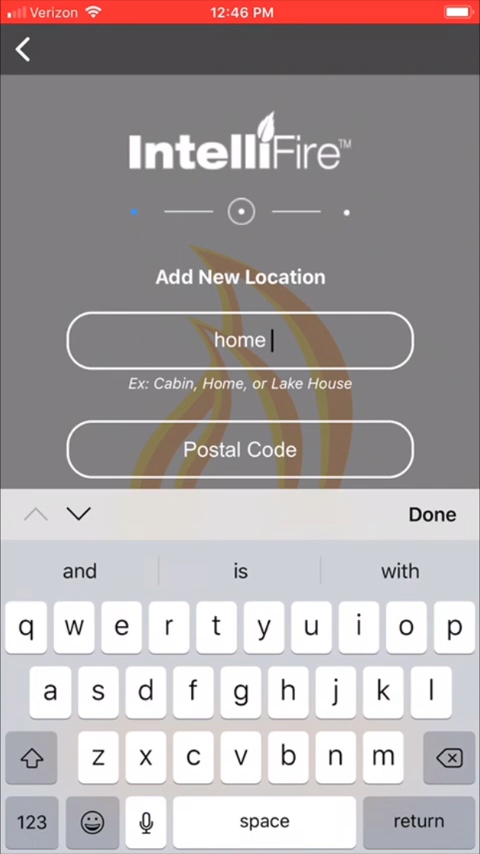 Verizon 12:46 PM
IntelliFire™
Add New Location
home
Ex: Cabin, Home, or Lake House
Postal Code
Done
and is with
q w e r t y u i o p
a s d f g h j k l
z x c v b n m
123 space return